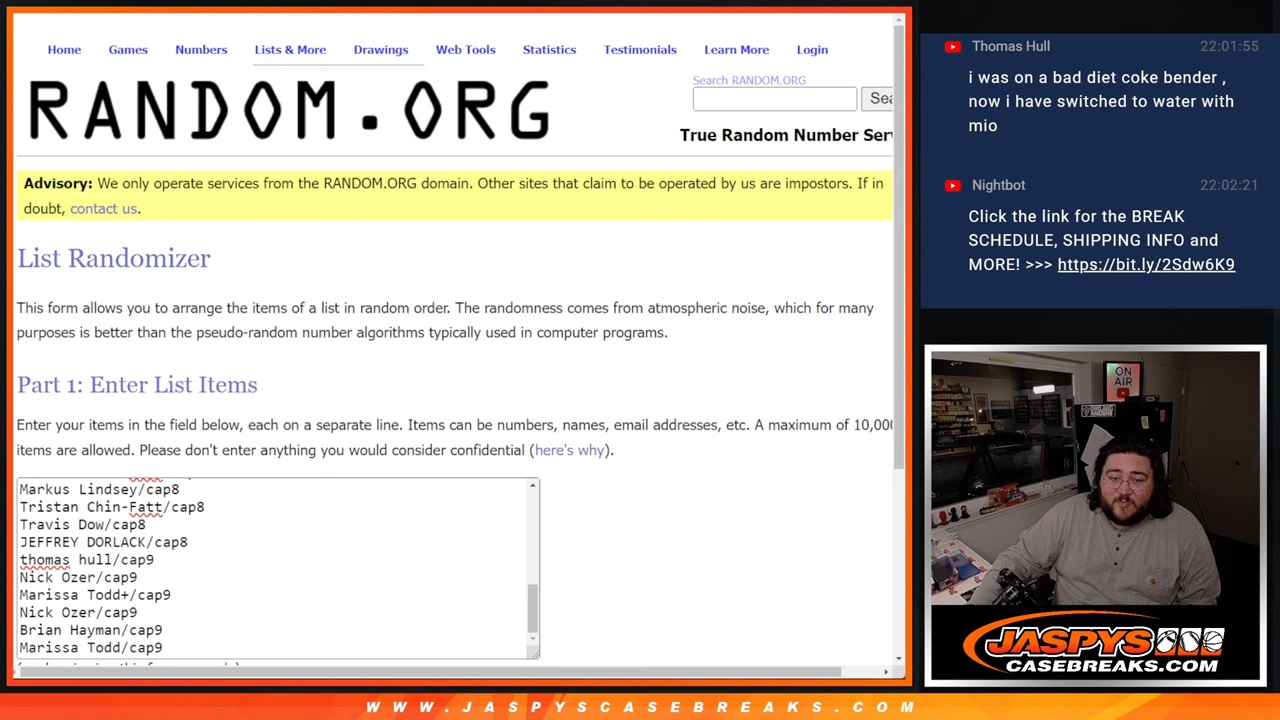 Home Games Numbers Lists & More Drawings Web Tools Statistics Testimonials Learn More Login
RANDOM.ORG
Search RANDOM.ORG
Sea
True Random Number Serv
Advisory: We only operate services from the RANDOM.ORG domain. Other sites that claim to be operated by us are impostors. If in
doubt, contact us.
List Randomizer
This form allows you to arrange the items of a list in random order. The randomness comes from atmospheric noise, which for many
purposes is better than the pseudo-random number algorithms typically used in computer programs.
Part 1: Enter List Items
Enter your items in the field below, each on a separate line. Items can be numbers, names, email addresses, etc. A maximum of 10,000
items are allowed. Please don't enter anything you would consider confidential (here's why).
Markus Lindsey/cap8
Tristan Chin-Fatt/cap8
Travis Dow/cap8
JEFFREY DORLACK/cap8
thomas hull/cap9
Nick Ozer/cap9
Marissa Todd+/cap9
Nick Ozer/cap9
Brian Hayman/cap9
Marissa Todd/cap9
Thomas Hull 22:01:55
i was on a bad diet coke bender ,
now i have switched to water with
mio
Nightbot 22:02:21
Click the link for the BREAK
SCHEDULE, SHIPPING INFO and
MORE! >>> https://bit.ly/2Sdw6K9
ON
AIR
JASPYS
CASEBREAKS.COM
WWW.JASPYSCASEBREAKS.COM